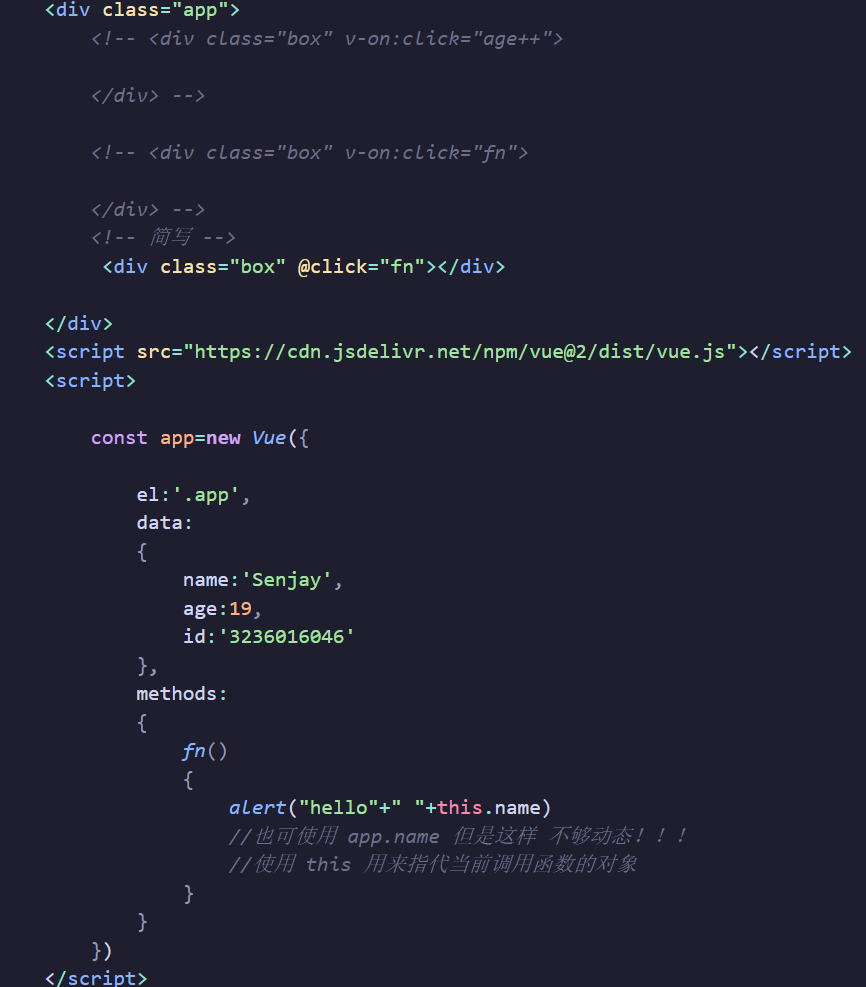 <div class="app">
<!-- <div class="box" v-on:click="age++">
</div> -->
<!-- <div class="box" v-on:click="fn">
</div> -->
<!-- 简写 -->
<div class="box" @click="fn"></div>
</div>
<script src="https://cdn.jsdelivr.net/npm/vue@2/dist/vue.js"></script>
<script>
const app=new Vue({
el:'.app',
data:
{
name:'Senjay',
age:19,
id:'3236016046'
},
methods:
{
fn()
{
alert("hello"+" "+this.name)
//也可使用 app.name 但是这样 不够动态！！！
//使用 this 用来指代当前调用函数的对象
}
}
})
</script>